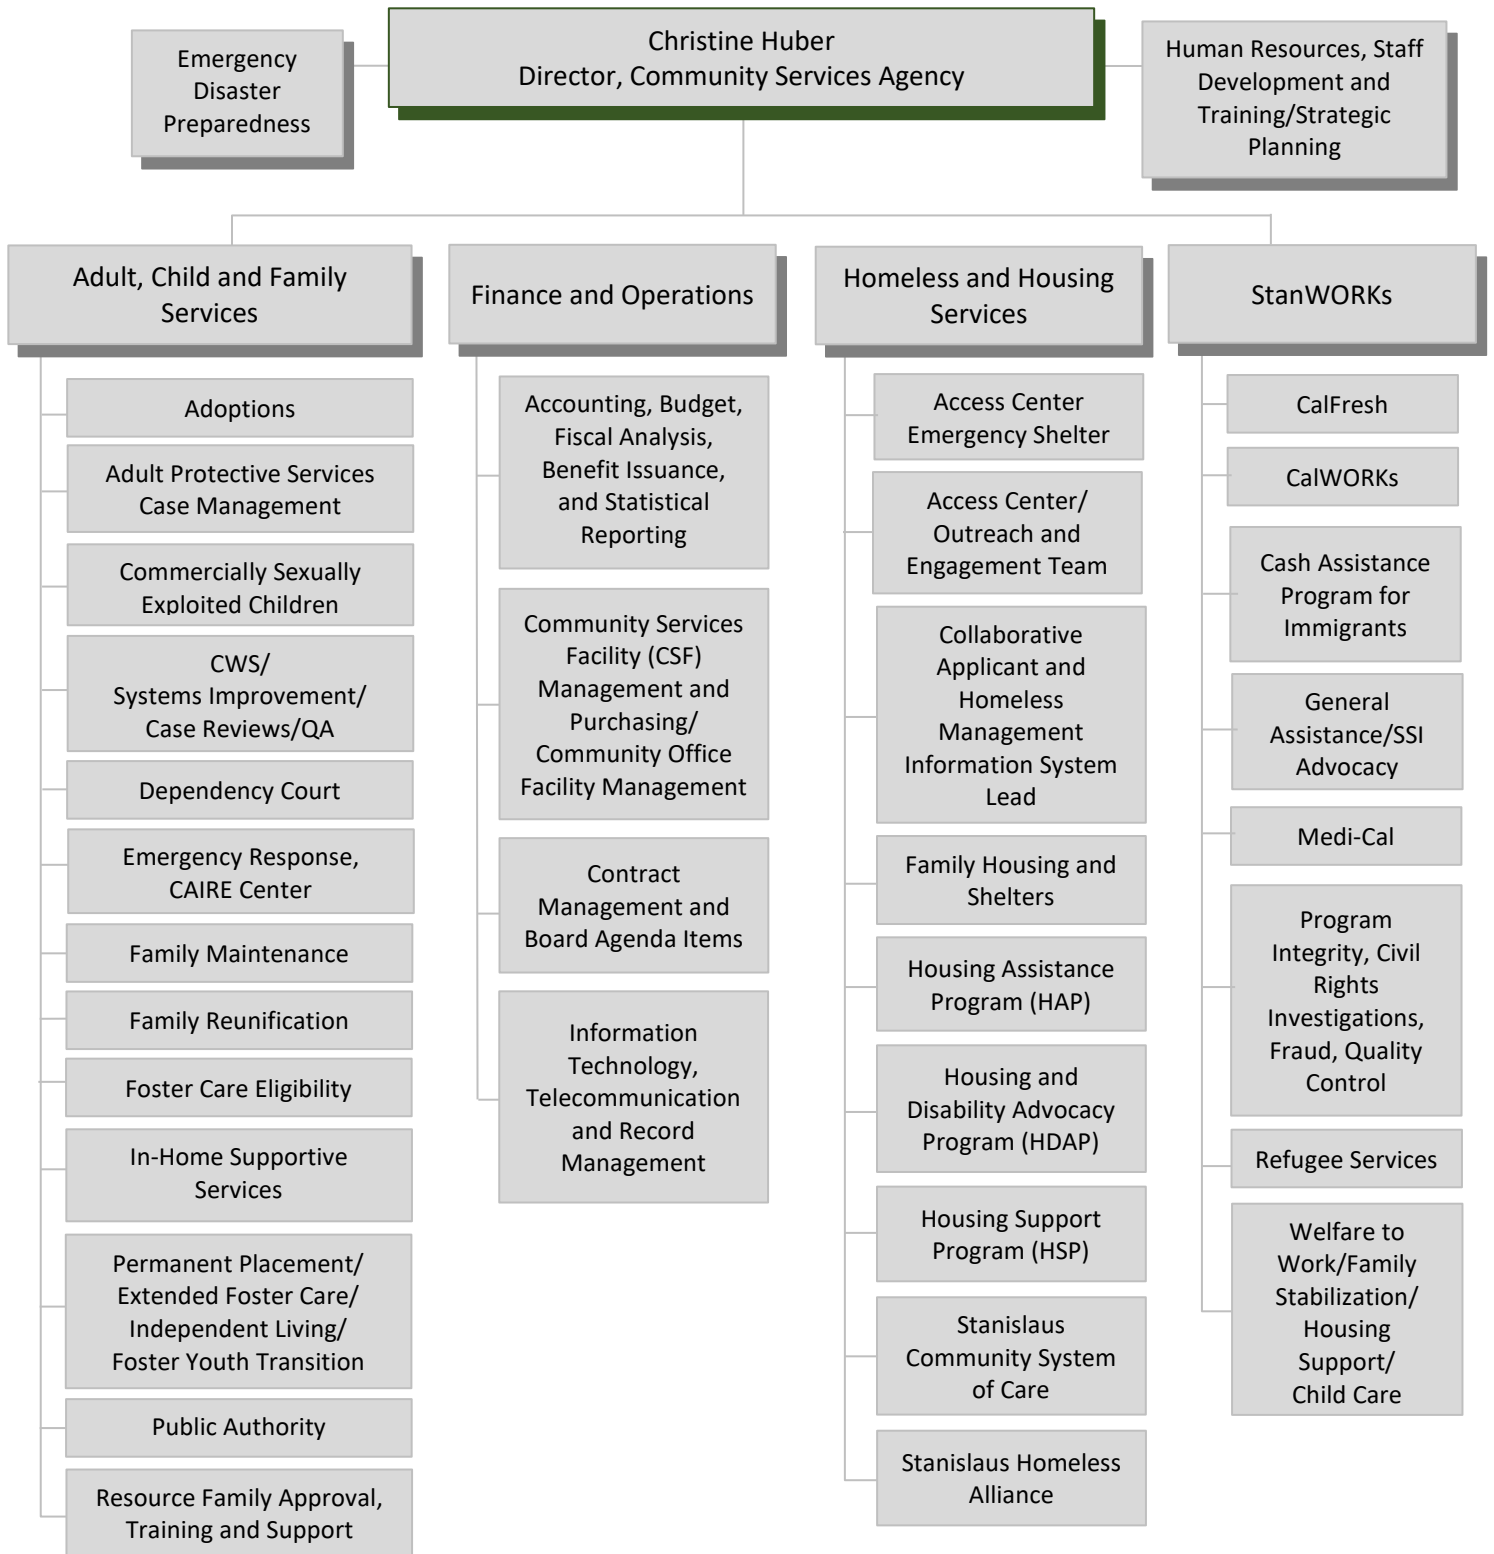 Christine Huber
Director, Community Services Agency
Emergency
Disaster
Preparedness
Human Resources, Staff
Development and
Training/Strategic
Planning
Adult, Child and Family
Services
Adoptions
Adult Protective Services
Case Management
Commercially Sexually
Exploited Children
CWS/
Systems Improvement/
Case Reviews/QA
Dependency Court
Emergency Response,
CAIRE Center
Family Maintenance
Family Reunification
Foster Care Eligibility
In-Home Supportive
Services
Permanent Placement/
Extended Foster Care/
Independent Living/
Foster Youth Transition
Public Authority
Resource Family Approval,
Training and Support
Finance and Operations
Accounting, Budget,
Fiscal Analysis,
Benefit Issuance,
and Statistical
Reporting
Community Services
Facility (CSF)
Management and
Purchasing/
Community Office
Facility Management
Contract
Management and
Board Agenda Items
Information
Technology,
Telecommunication
and Record
Management
Homeless and Housing
Services
Access Center
Emergency Shelter
Access Center/
Outreach and
Engagement Team
Collaborative
Applicant and
Homeless
Management
Information System
Lead
Family Housing and
Shelters
Housing Assistance
Program (HAP)
Housing and
Disability Advocacy
Program (HDAP)
Housing Support
Program (HSP)
Stanislaus
Community System
of Care
Stanislaus Homeless
Alliance
StanWORKs
CalFresh
CalWORKs
Cash Assistance
Program for
Immigrants
General
Assistance/SSI
Advocacy
Medi-Cal
Program
Integrity, Civil
Rights
Investigations,
Fraud, Quality
Control
Refugee Services
Welfare to
Work/Family
Stabilization/
Housing
Support/
Child Care